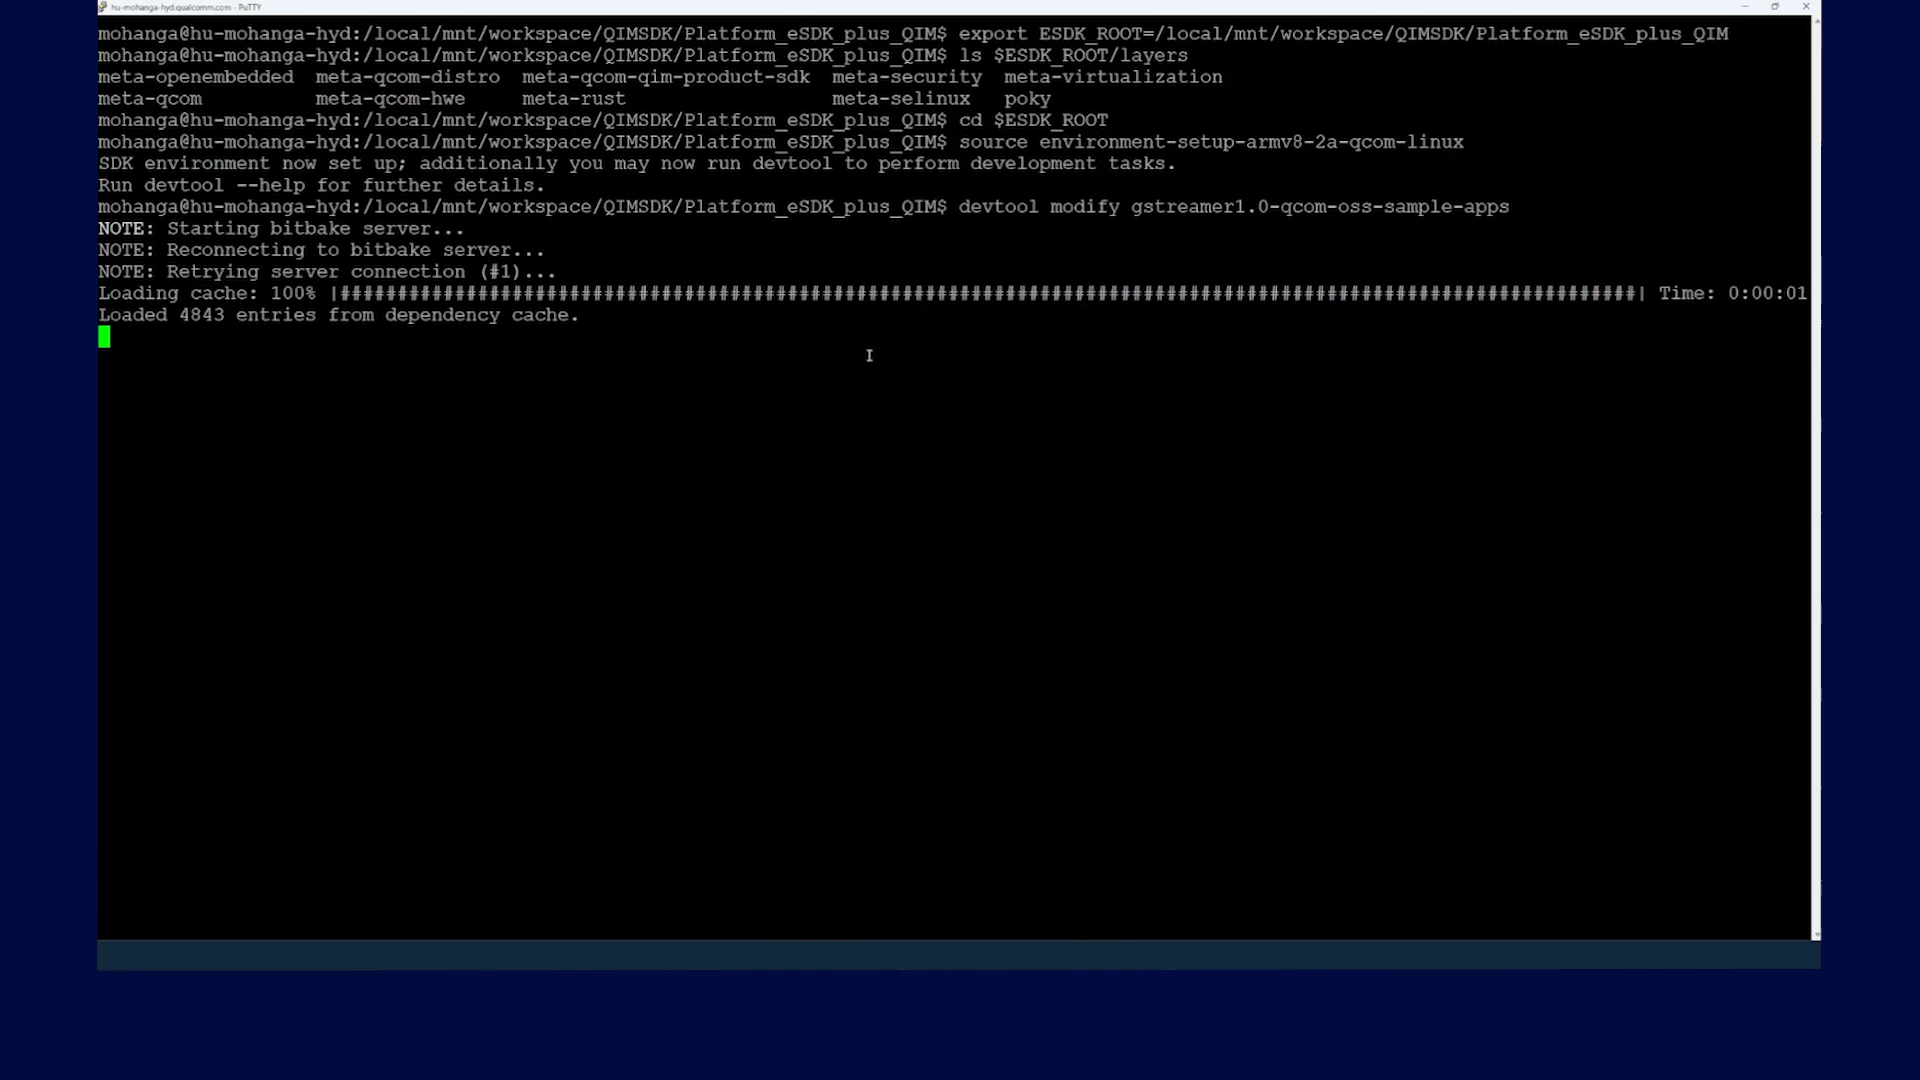 hu-mohanga-hyd.qualcomm.com - PuTTY
mohanga@hu-mohanga-hyd:/local/mnt/workspace/QIMSDK/Platform_eSDK_plus_QIM$ export ESDK_ROOT=/local/mnt/workspace/QIMSDK/Platform_eSDK_plus_QIM
mohanga@hu-mohanga-hyd:/local/mnt/workspace/QIMSDK/Platform_eSDK_plus_QIM$ ls $ESDK_ROOT/layers
meta-openembedded  meta-qcom-distro  meta-qcom-qim-product-sdk  meta-security  meta-virtualization
meta-qcom          meta-qcom-hwe     meta-rust                  meta-selinux   poky
mohanga@hu-mohanga-hyd:/local/mnt/workspace/QIMSDK/Platform_eSDK_plus_QIM$ cd $ESDK_ROOT
mohanga@hu-mohanga-hyd:/local/mnt/workspace/QIMSDK/Platform_eSDK_plus_QIM$ source environment-setup-armv8-2a-qcom-linux
SDK environment now set up; additionally you may now run devtool to perform development tasks.
Run devtool --help for further details.
mohanga@hu-mohanga-hyd:/local/mnt/workspace/QIMSDK/Platform_eSDK_plus_QIM$ devtool modify gstreamer1.0-qcom-oss-sample-apps
NOTE: Starting bitbake server...
NOTE: Reconnecting to bitbake server...
NOTE: Retrying server connection (#1)...
Loading cache: 100% |#################################################################################################################| Time: 0:00:01
Loaded 4843 entries from dependency cache.